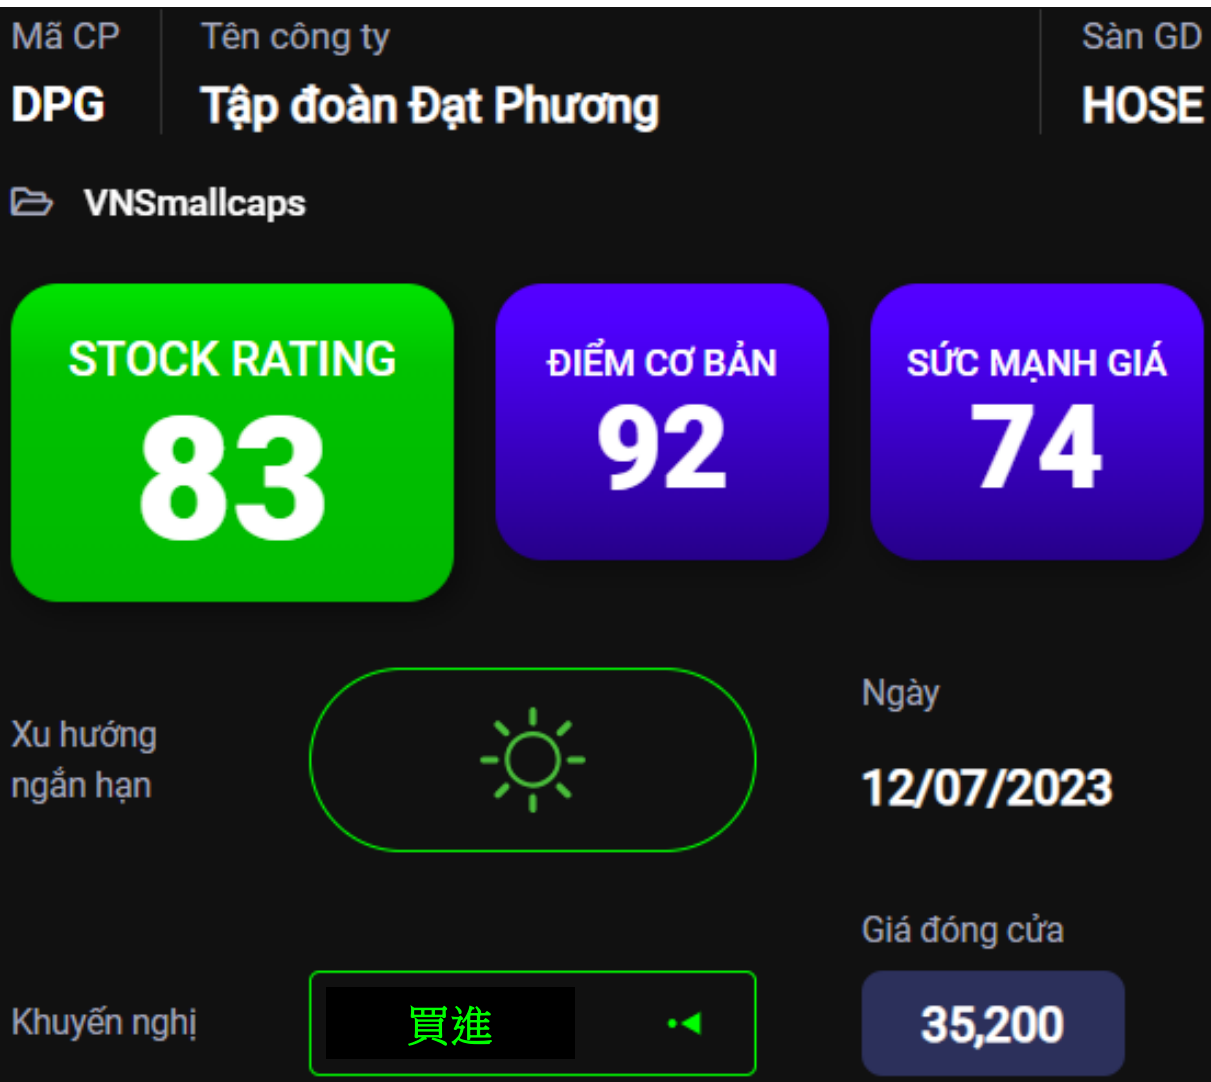 Mã CP
Tên công ty
Sàn GD
DPG
Tập đoàn Đạt Phương
HOSE
VNSmallcaps
STOCK RATING
83
ĐIỂM CƠ BẢN
92
SỨC MẠNH GIÁ
74
Xu hướng
ngắn hạn
Ngày
12/07/2023
Khuyến nghị
買進
Giá đóng cửa
35,200